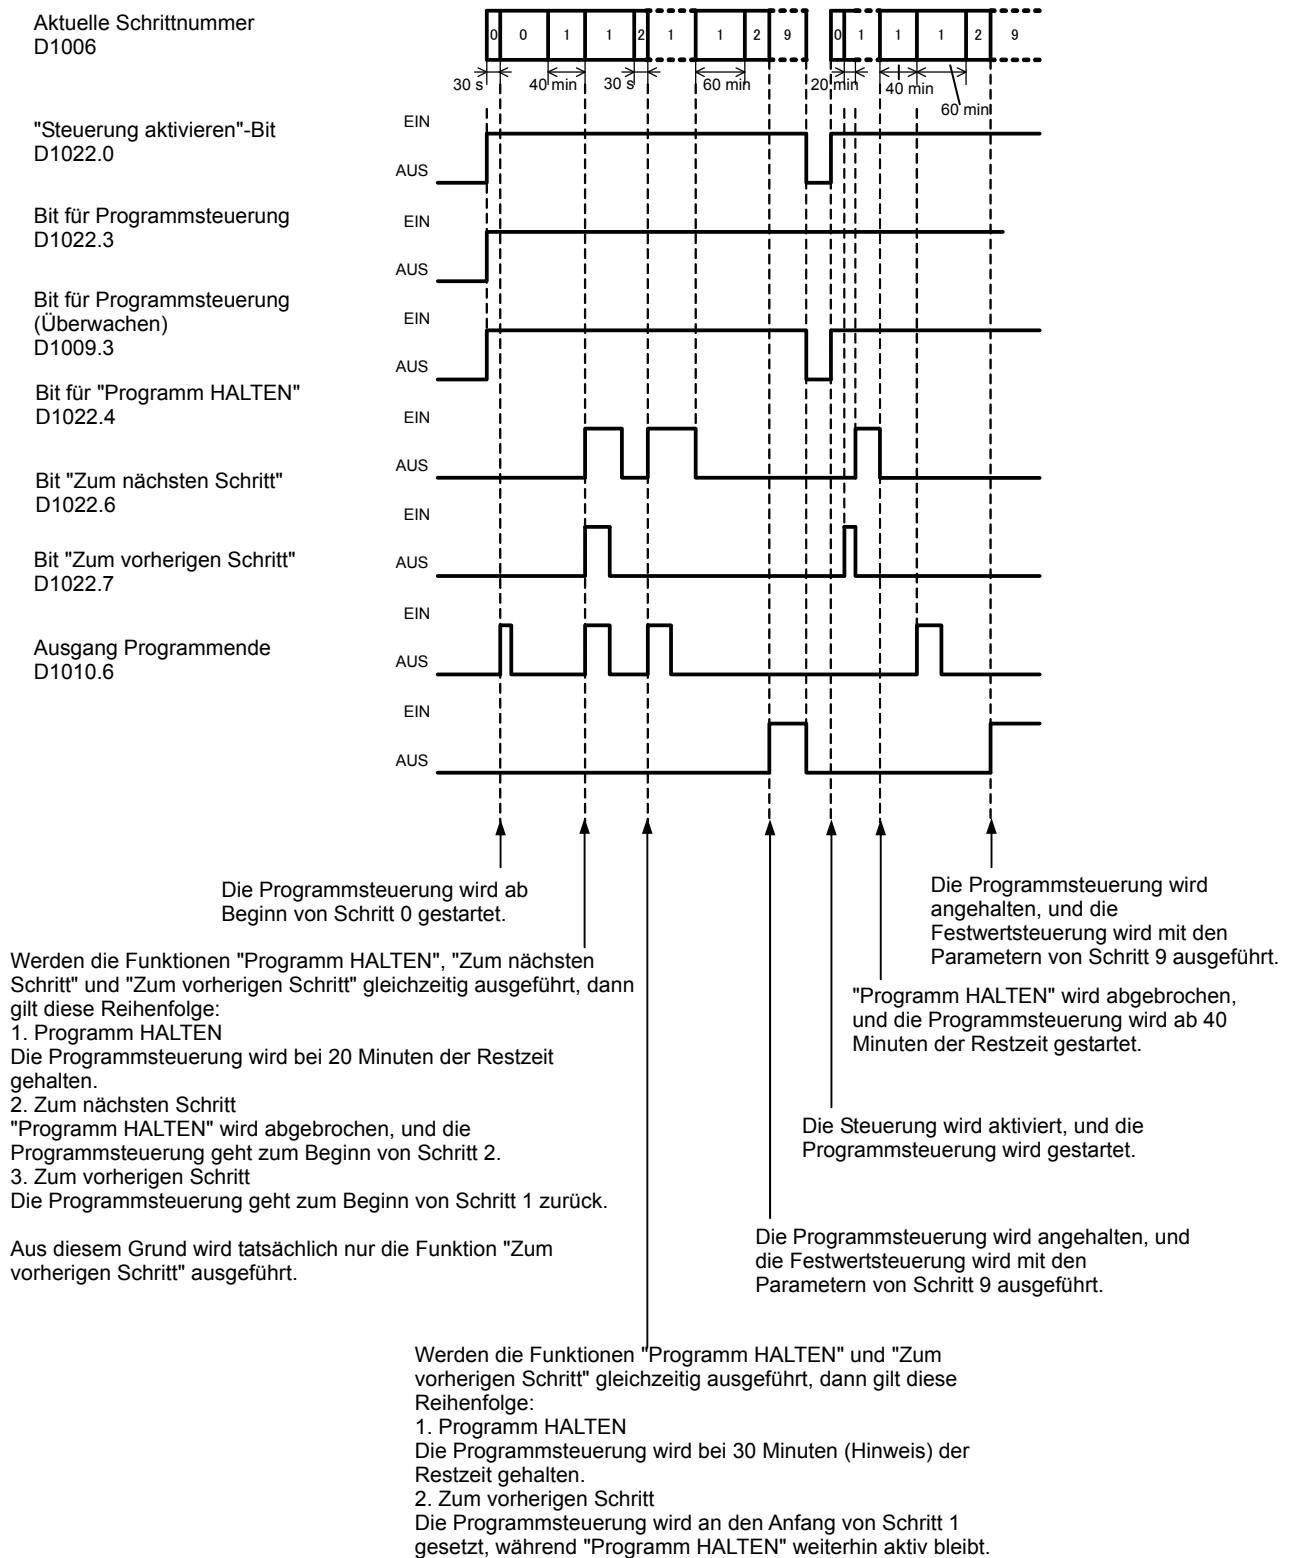 Aktuelle Schrittnummer
D1006
0 0 1 1 2 1 1 2 9 0 1 1 1 2 9
30 s 40 min 30 s 60 min 20 min 40 min
60 min
"Steuerung aktivieren"-Bit
D1022.0
EIN
AUS
Bit für Programmsteuerung
D1022.3
EIN
AUS
Bit für Programmsteuerung
(Überwachen)
D1009.3
EIN
AUS
Bit für "Programm HALTEN"
D1022.4
EIN
AUS
Bit "Zum nächsten Schritt"
D1022.6
EIN
AUS
Bit "Zum vorherigen Schritt"
D1022.7
EIN
AUS
Ausgang Programmende
D1010.6
EIN
AUS
Die Programmsteuerung wird ab
Beginn von Schritt 0 gestartet.
Werden die Funktionen "Programm HALTEN", "Zum nächsten
Schritt" und "Zum vorherigen Schritt" gleichzeitig ausgeführt, dann
gilt diese Reihenfolge:
1. Programm HALTEN
Die Programmsteuerung wird bei 20 Minuten der Restzeit
gehalten.
2. Zum nächsten Schritt
"Programm HALTEN" wird abgebrochen, und die
Programmsteuerung geht zum Beginn von Schritt 2.
3. Zum vorherigen Schritt
Die Programmsteuerung geht zum Beginn von Schritt 1 zurück.
Aus diesem Grund wird tatsächlich nur die Funktion "Zum
vorherigen Schritt" ausgeführt.
Die Programmsteuerung wird
angehalten, und die
Festwertsteuerung wird mit den
Parametern von Schritt 9 ausgeführt.
"Programm HALTEN" wird abgebrochen,
und die Programmsteuerung wird ab 40
Minuten der Restzeit gestartet.
Die Steuerung wird aktiviert, und die
Programmsteuerung wird gestartet.
Die Programmsteuerung wird angehalten, und
die Festwertsteuerung wird mit den
Parametern von Schritt 9 ausgeführt.
Werden die Funktionen "Programm HALTEN" und "Zum
vorherigen Schritt" gleichzeitig ausgeführt, dann gilt diese
Reihenfolge:
1. Programm HALTEN
Die Programmsteuerung wird bei 30 Minuten (Hinweis) der
Restzeit gehalten.
2. Zum vorherigen Schritt
Die Programmsteuerung wird an den Anfang von Schritt 1
gesetzt, während "Programm HALTEN" weiterhin aktiv bleibt.